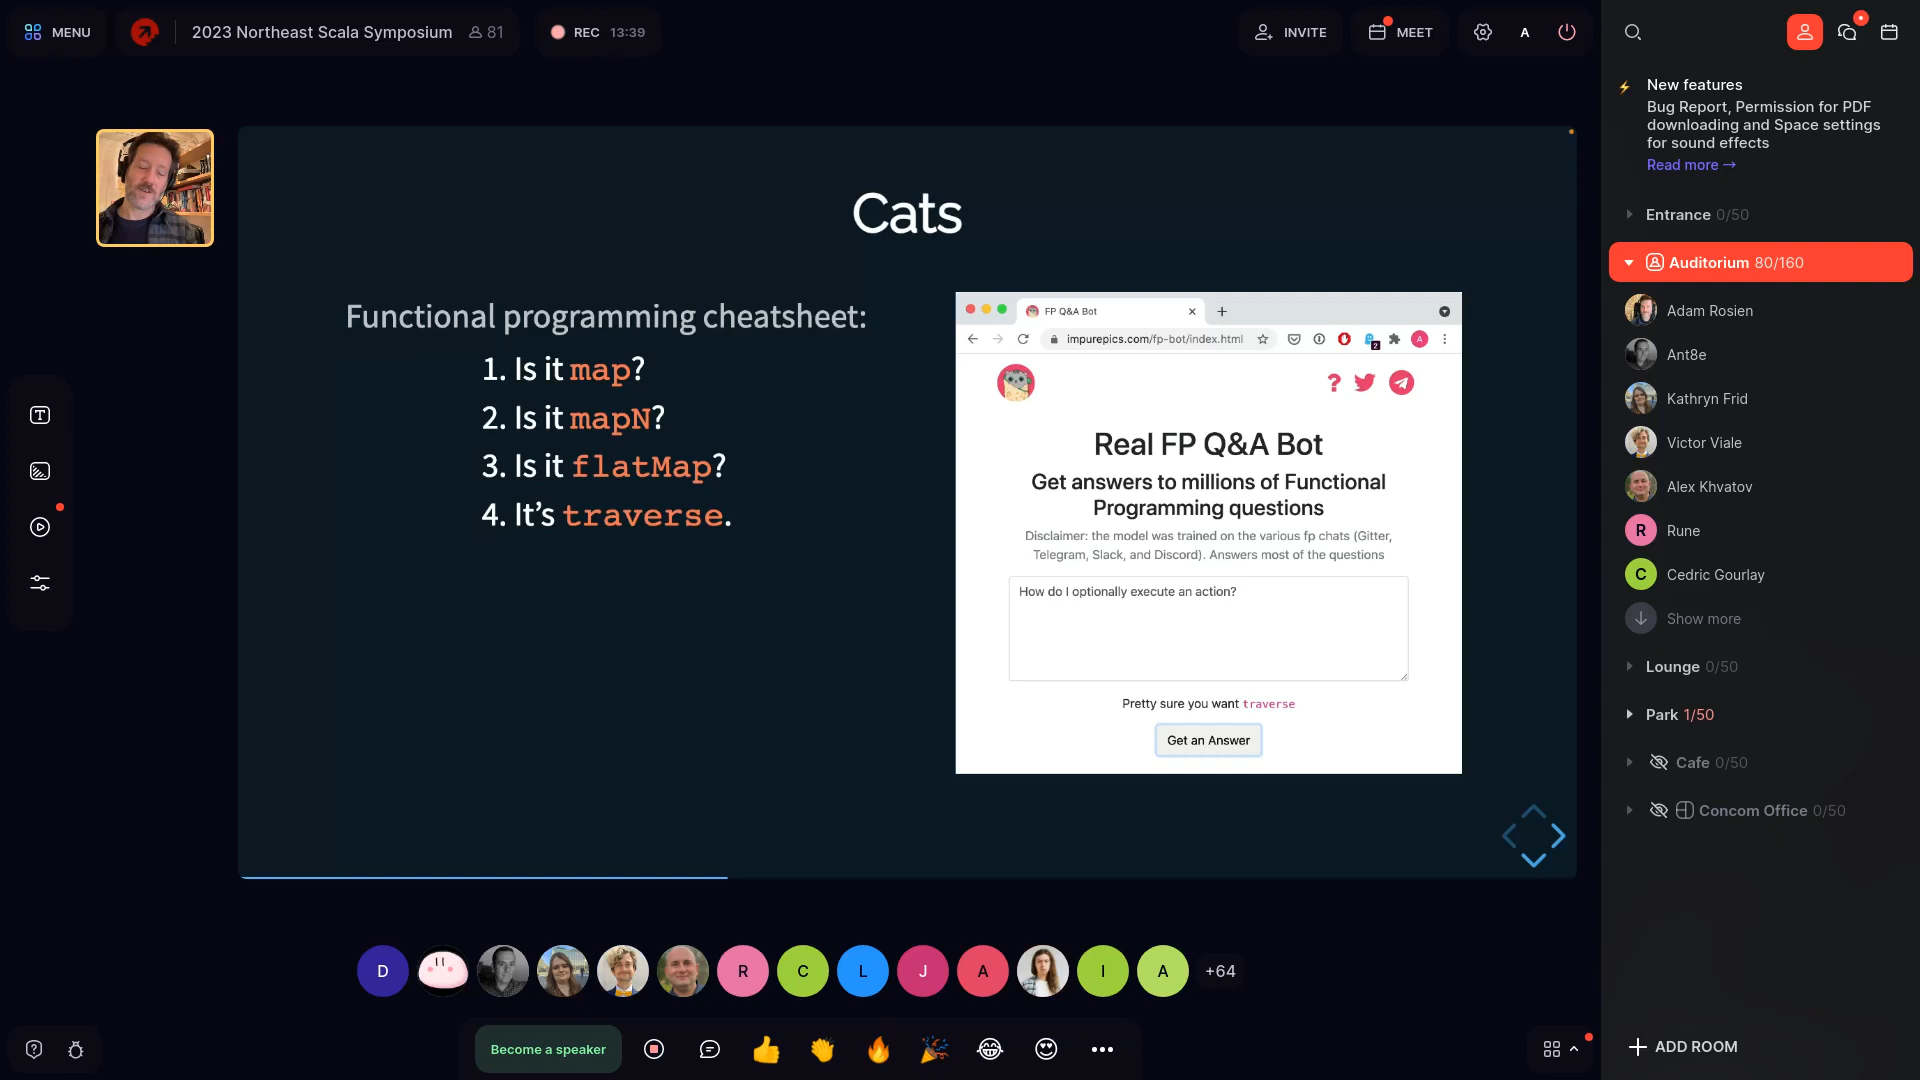 MENU
2023 Northeast Scala Symposium
81
REC 13:39
INVITE
MEET
A
Cats
Functional programming cheatsheet:
1. Is it map?
2. Is it mapN?
3. Is it flatMap?
4. It's traverse.
FP Q&A Bot
impurepics.com/fp-bot/index.html
2
A
Real FP Q&A Bot
Get answers to millions of Functional
Programming questions
Disclaimer: the model was trained on the various fp chats (Gitter,
Telegram, Slack, and Discord). Answers most of the questions
How do I optionally execute an action?
Pretty sure you want traverse
Get an Answer
D
R
C
L
J
A
I
A
+64
Become a speaker
New features
Bug Report, Permission for PDF
downloading and Space settings
for sound effects
Read more →
Entrance 0/50
Auditorium 80/160
Adam Rosien
Ant8e
Kathryn Frid
Victor Viale
Alex Khvatov
R Rune
C Cedric Gourlay
Show more
Lounge 0/50
Park 1/50
Cafe 0/50
Concom Office 0/50
ADD ROOM